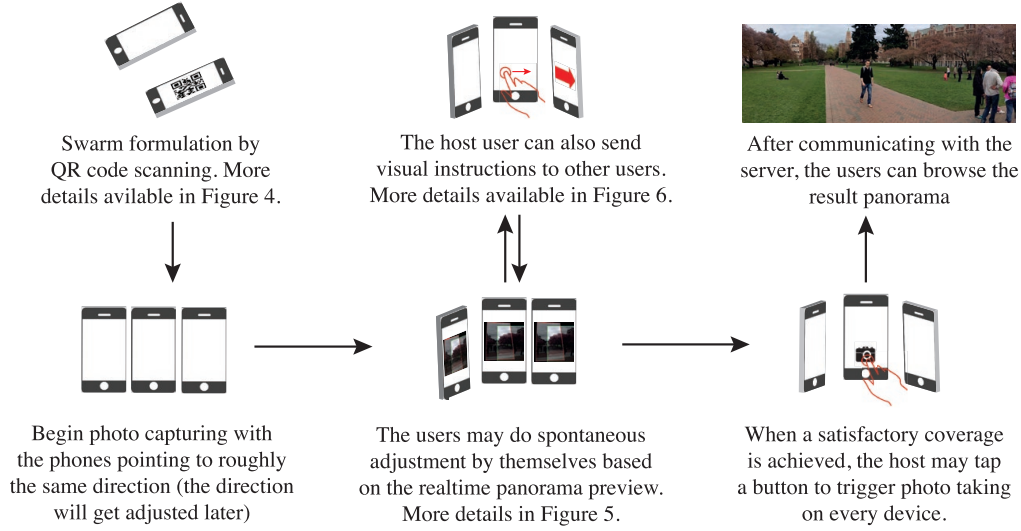 Swarm formulation by
QR code scanning. More
details avilable in Figure 4.
The host user can also send
visual instructions to other users.
More details available in Figure 6.
After communicating with the
server, the users can browse the
result panorama
Begin photo capturing with
the phones pointing to roughly
the same direction (the direction
will get adjusted later)
The users may do spontaneous
adjustment by themselves based
on the realtime panorama preview.
More details in Figure 5.
When a satisfactory coverage
is achieved, the host may tap
a button to trigger photo taking
on every device.